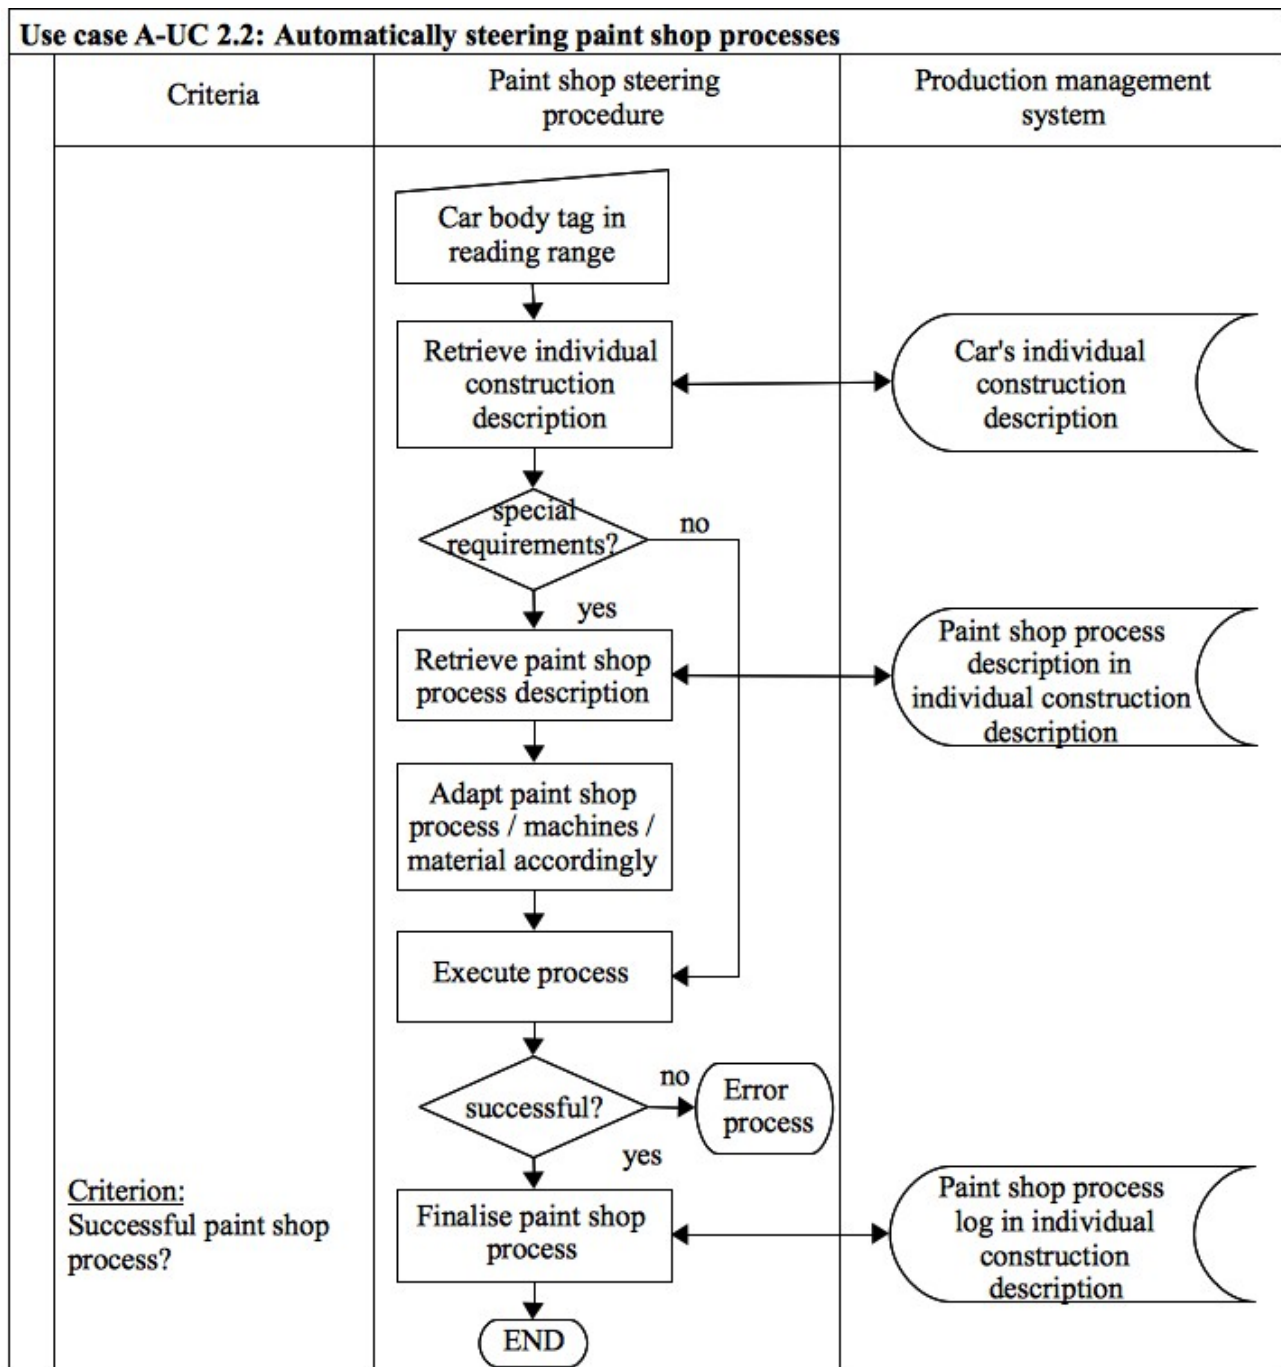 Use case A-UC 2.2: Automatically steering paint shop processes
Criteria
Paint shop steering
procedure
Production management
system
Car body tag in
reading range
Retrieve individual
construction
description
Car's individual
construction
description
special
requirements?
no
yes
Retrieve paint shop
process description
Paint shop process
description in
individual construction
description
Adapt paint shop
process / machines /
material accordingly
Execute process
successful?
no
Error
process
yes
Criterion:
Successful paint shop
process?
Finalise paint shop
process
Paint shop process
log in individual
construction
description
END